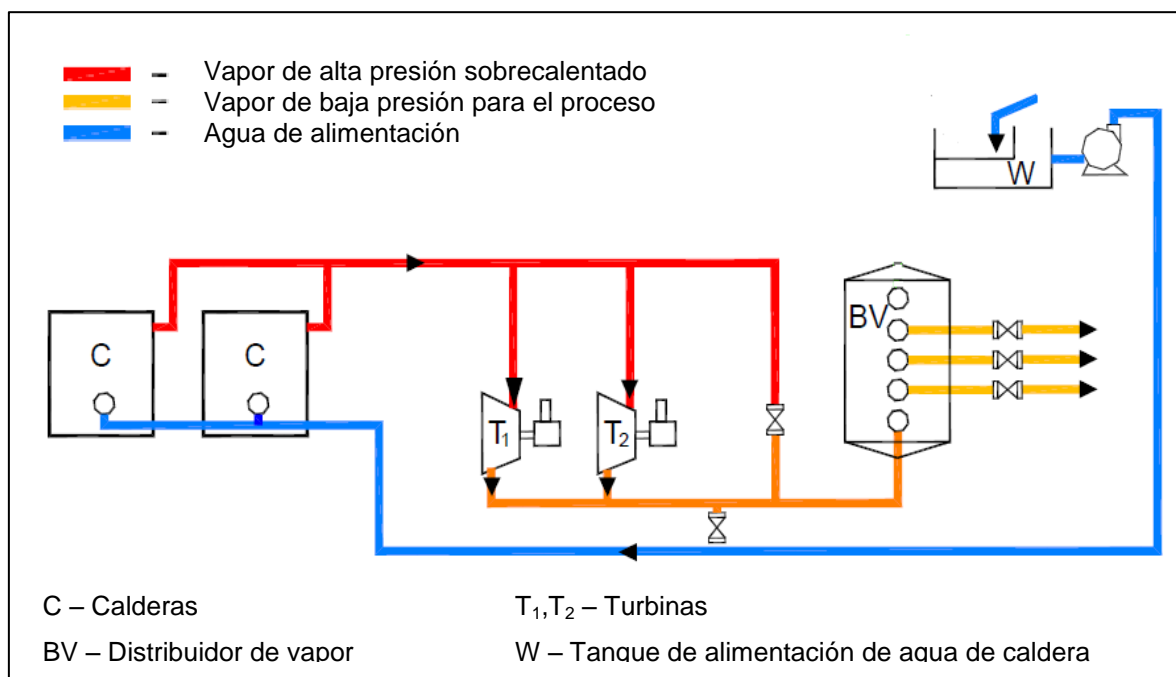 Vapor de alta presión sobrecalentado
Vapor de baja presión para el proceso
Agua de alimentación
W
BV
C
C
T₁
T₂
C – Calderas
T₁,T₂ – Turbinas
BV – Distribuidor de vapor
W – Tanque de alimentación de agua de caldera